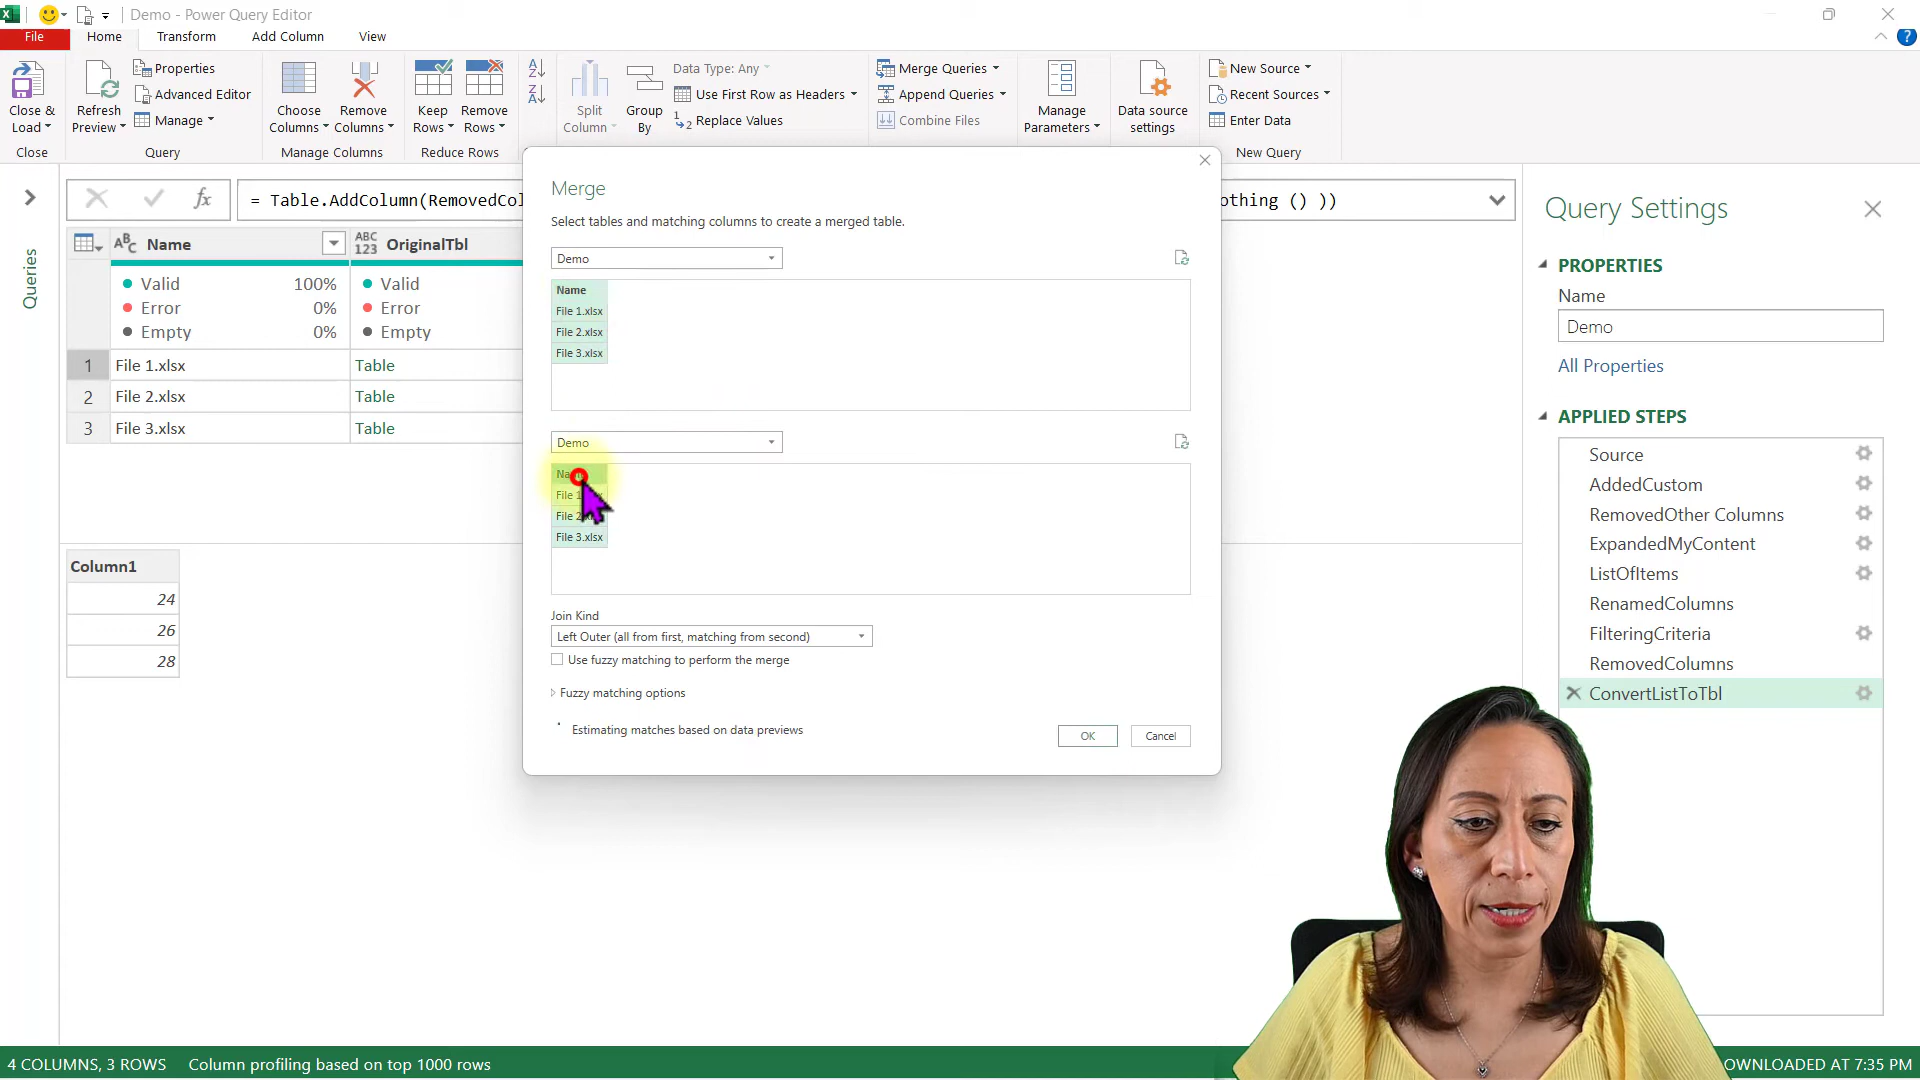 Demo - Power Query Editor
File Home Transform Add Column View
Close & Load
Close
Refresh Preview
Properties
Advanced Editor
Manage
Query
Choose Columns
Remove Columns
Manage Columns
Keep Rows
Remove Rows
Reduce Rows
Split Column
Group By
Data Type: Any
Use First Row as Headers
Replace Values
Merge Queries
Append Queries
Combine Files
Manage Parameters
Data source settings
New Source
Recent Sources
Enter Data
New Query
Queries
fx
= Table.AddColumn(RemovedCol
othing () ))
Name
OriginalTbl
Valid 100%
Error 0%
Empty 0%
Valid
Error
Empty
1 File 1.xlsx Table
2 File 2.xlsx Table
3 File 3.xlsx Table
Column1
24
26
28
Merge
Select tables and matching columns to create a merged table.
Demo
Name
File 1.xlsx
File 2.xlsx
File 3.xlsx
Demo
File 3.xlsx
Join Kind
Left Outer (all from first, matching from second)
Use fuzzy matching to perform the merge
Fuzzy matching options
Estimating matches based on data previews
OK
Cancel
Query Settings
PROPERTIES
Name
Demo
All Properties
APPLIED STEPS
Source
AddedCustom
RemovedOther Columns
ExpandedMyContent
ListOfItems
RenamedColumns
FilteringCriteria
RemovedColumns
ConvertListToTbl
4 COLUMNS, 3 ROWS
Column profiling based on top 1000 rows
OWNLOADED AT 7:35 PM